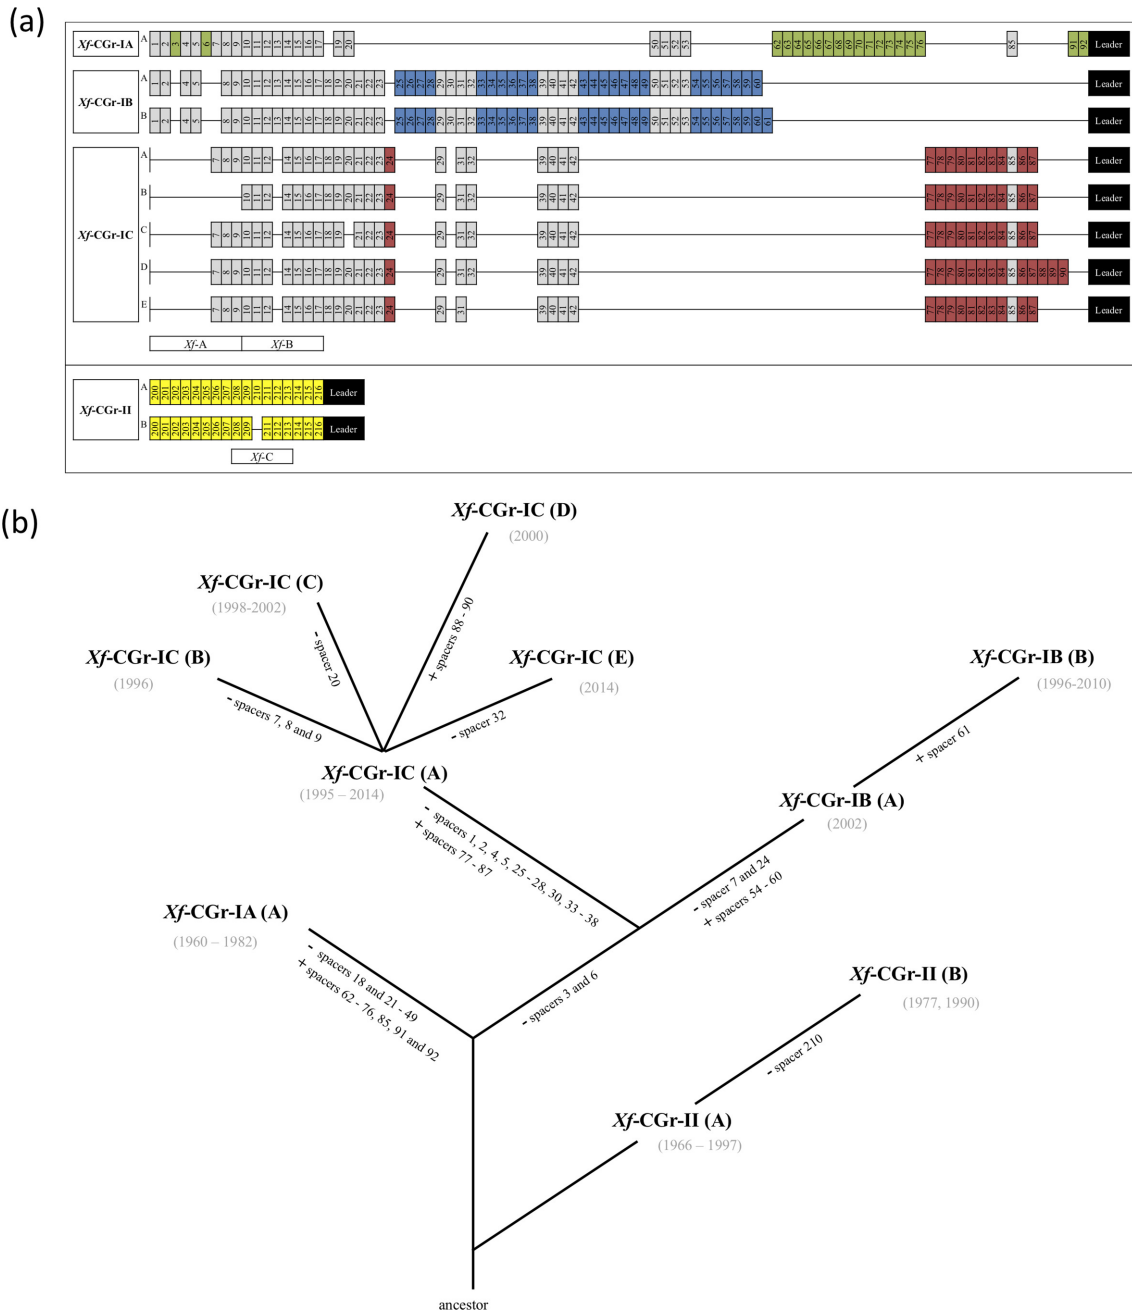 (a)
Xf-CGr-IA A 1 2 3 4 5 6 7 8 9 10 11 12 13 14 15 16 17 19 20 50 51 52 53 62 63 64 65 66 67 68 69 70 71 72 73 74 75 76 85 91 92 Leader
Xf-CGr-IB
A 1 2 4 5 8 9 10 11 12 13 14 15 16 17 18 19 20 21 22 23 25 26 27 28 29 30 31 32 33 34 35 36 37 38 39 40 41 42 43 44 45 46 47 48 49 50 51 52 53 54 55 56 57 58 59 60 Leader
B 1 2 4 5 8 9 10 11 12 13 14 15 16 17 18 19 20 21 22 23 25 26 27 28 29 30 31 32 33 34 35 36 37 38 39 40 41 42 43 44 45 46 47 48 49 50 51 52 53 54 55 56 57 58 59 60 61 Leader
Xf-CGr-IC
A 7 8 9 10 11 12 14 15 16 17 18 19 20 21 22 23 24 29 31 32 39 40 41 42 77 78 79 80 81 82 83 84 85 86 87 Leader
B 10 11 12 14 15 16 17 18 19 20 21 22 23 24 29 31 32 39 40 41 42 77 78 79 80 81 82 83 84 85 86 87 Leader
C 7 8 9 10 11 12 14 15 16 17 18 19 21 22 23 24 29 31 32 39 40 41 42 77 78 79 80 81 82 83 84 85 86 87 Leader
D 7 8 9 10 11 12 14 15 16 17 18 19 20 21 22 23 24 29 31 32 39 40 41 42 77 78 79 80 81 82 83 84 85 86 87 88 89 90 Leader
E 7 8 9 10 11 12 14 15 16 17 18 19 20 21 22 23 24 29 31 39 40 41 42 77 78 79 80 81 82 83 84 85 86 87 Leader
Xf-A Xf-B
Xf-CGr-II
A 200 201 202 203 204 205 206 207 208 209 210 211 212 213 214 215 216 Leader
B 200 201 202 203 204 205 206 207 208 209 211 212 213 214 215 216 Leader
Xf-C
(b)
Xf-CGr-IC (D)
(2000)
Xf-CGr-IC (C)
(1998-2002)
- spacer 20
+ spacers 88 - 90
Xf-CGr-IC (B)
(1996)
- spacers 7, 8 and 9
Xf-CGr-IC (E)
(2014)
- spacer 32
Xf-CGr-IB (B)
(1996-2010)
+ spacer 61
Xf-CGr-IC (A)
(1995 – 2014)
- spacers 1, 2, 4, 5, 25 - 28, 30, 33 - 38
+ spacers 77 - 87
Xf-CGr-IB (A)
(2002)
- spacer 7 and 24
+ spacers 54 - 60
Xf-CGr-IA (A)
(1960 – 1982)
- spacers 18 and 21 - 49
+ spacers 62 - 76, 85, 91 and 92
- spacers 3 and 6
Xf-CGr-II (B)
(1977, 1990)
- spacer 210
Xf-CGr-II (A)
(1966 – 1997)
ancestor